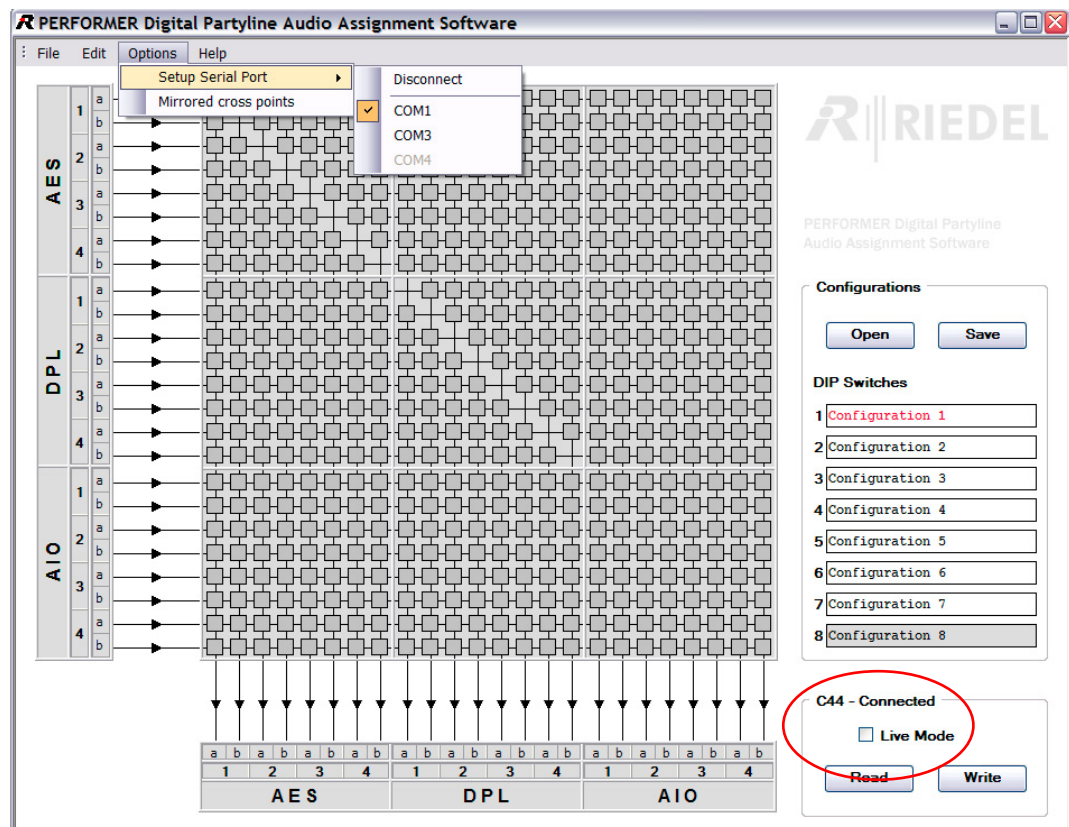 PERFORMER Digital Partyline Audio Assignment Software
File Edit Options Help
Setup Serial Port
Mirrored cross points
Disconnect
COM1
COM3
COM4
RIEDEL
PERFORMER Digital Partyline
Audio Assignment Software
AES
1 a
b
2 a
b
3 a
b
4 a
b
DPL
1 a
b
2 a
b
3 a
b
4 a
b
AIO
1 a
b
2 a
b
3 a
b
4 a
b
a b a b a b a b a b a b a b a b a b a b a b a b
1 2 3 4 1 2 3 4 1 2 3 4
AES DPL AIO
Configurations
Open Save
DIP Switches
1 Configuration 1
2 Configuration 2
3 Configuration 3
4 Configuration 4
5 Configuration 5
6 Configuration 6
7 Configuration 7
8 Configuration 8
C44 - Connected
Live Mode
Read Write